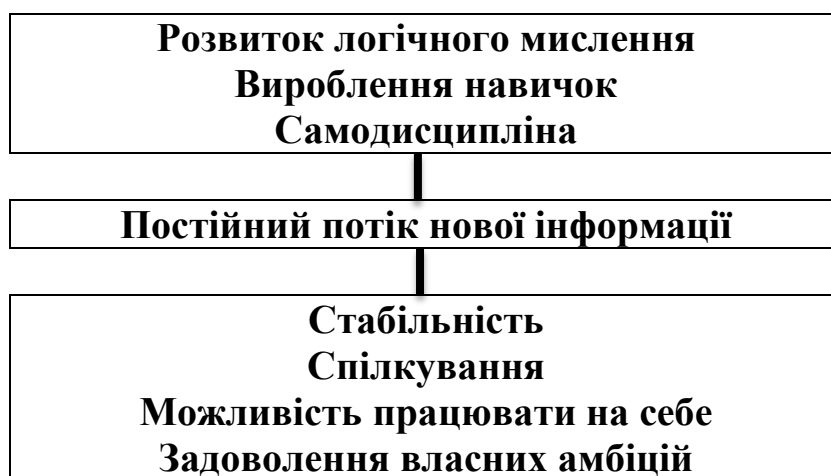 Розвиток логічного мислення
Вироблення навичок
Самодисципліна
Постійний потік нової інформації
Стабільність
Спілкування
Можливість працювати на себе
Задоволення власних амбіцій